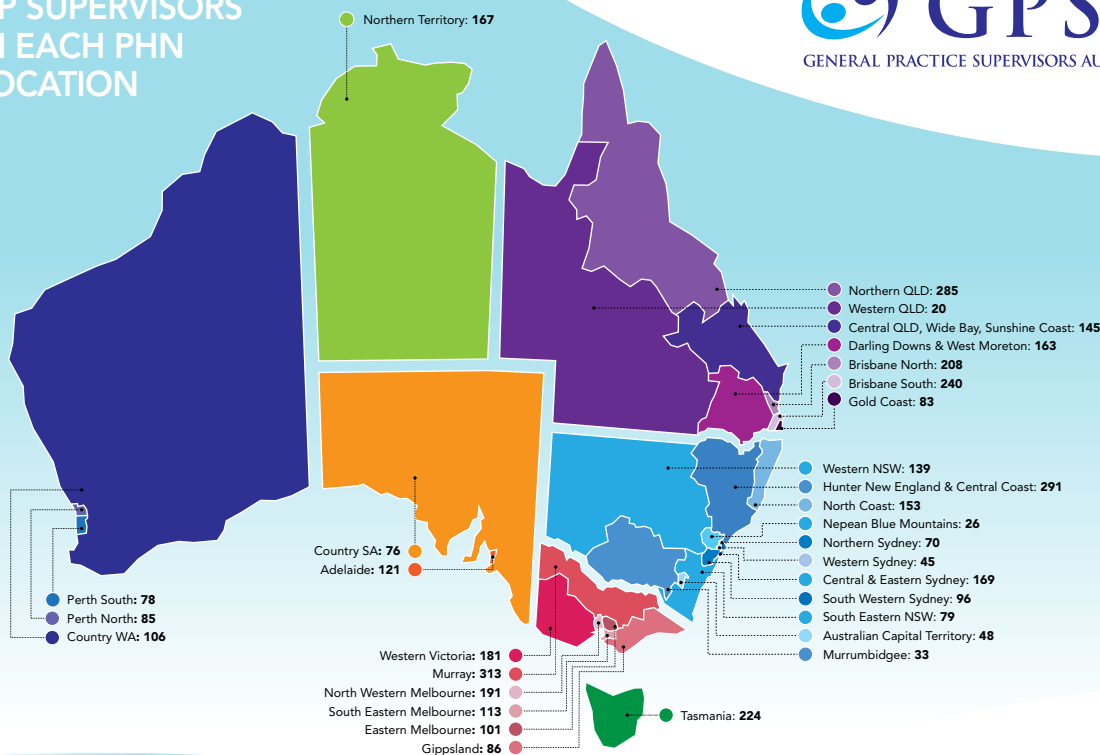 P SUPERVISORS
EACH PHN
OCATION
GPS
GENERAL PRACTICE SUPERVISORS AU
Northern Territory: 167
Northern QLD: 285
Western QLD: 20
Central QLD, Wide Bay, Sunshine Coast: 145
Darling Downs & West Moreton: 163
Brisbane North: 208
Brisbane South: 240
Gold Coast: 83
Western NSW: 139
Hunter New England & Central Coast: 291
North Coast: 153
Nepean Blue Mountains: 26
Northern Sydney: 70
Western Sydney: 45
Central & Eastern Sydney: 169
South Western Sydney: 96
South Eastern NSW: 79
Australian Capital Territory: 48
Murrumbidgee: 33
Country SA: 76
Adelaide: 121
Perth South: 78
Perth North: 85
Country WA: 106
Western Victoria: 181
Murray: 313
North Western Melbourne: 191
South Eastern Melbourne: 113
Eastern Melbourne: 101
Gippsland: 86
Tasmania: 224